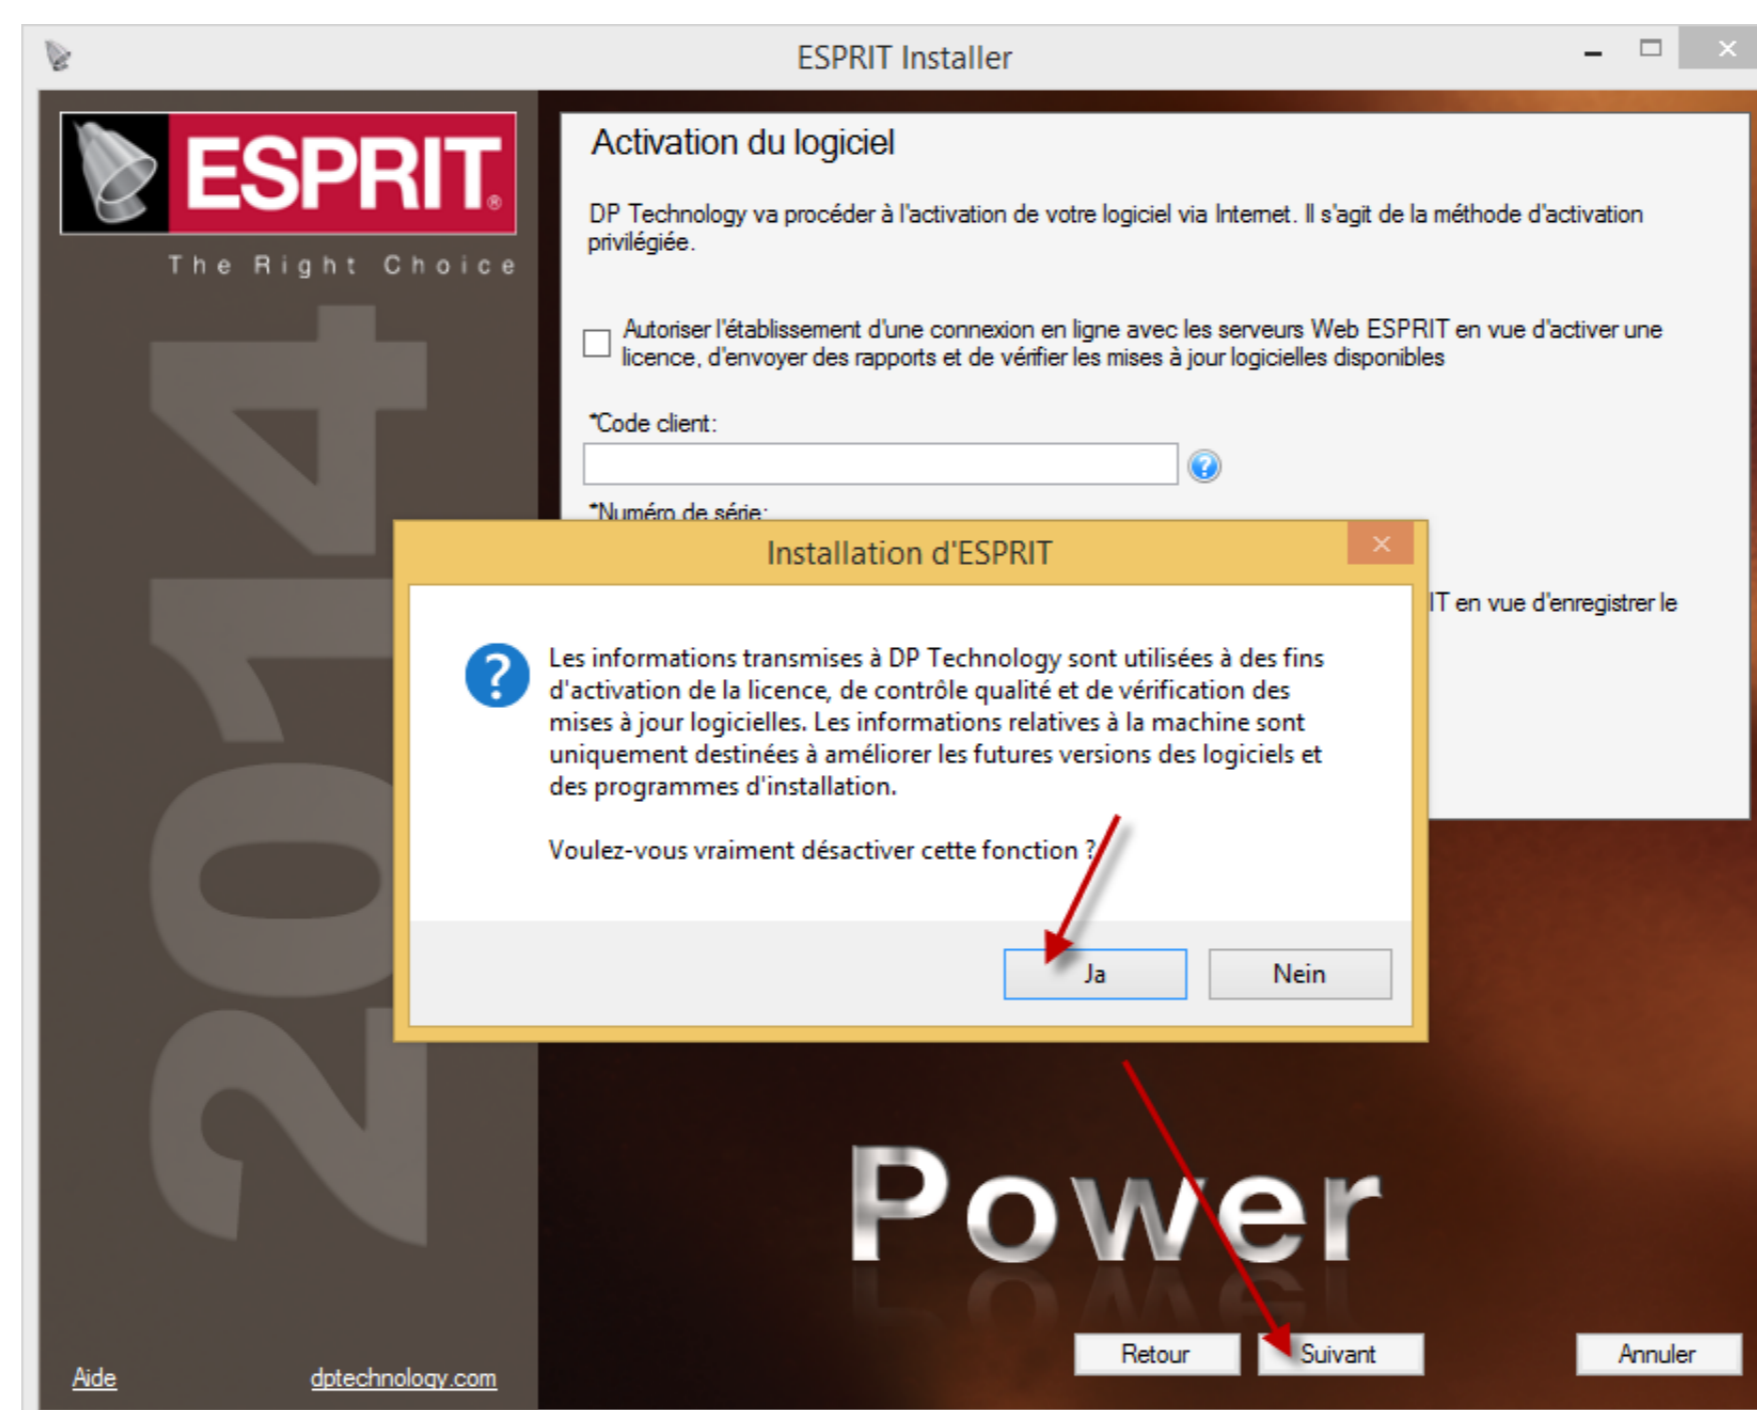 ESPRIT Installer
ESPRIT®
The Right Choice
2014
Activation du logiciel
DP Technology va procéder à l'activation de votre logiciel via Internet. Il s'agit de la méthode d'activation
privilégiée.
Autoriser l'établissement d'une connexion en ligne avec les serveurs Web ESPRIT en vue d'activer une
licence, d'envoyer des rapports et de vérifier les mises à jour logicielles disponibles
*Code client:
*Numéro de série:
IT en vue d'enregistrer le
Installation d'ESPRIT
Les informations transmises à DP Technology sont utilisées à des fins
d'activation de la licence, de contrôle qualité et de vérification des
mises à jour logicielles. Les informations relatives à la machine sont
uniquement destinées à améliorer les futures versions des logiciels et
des programmes d'installation.
Voulez-vous vraiment désactiver cette fonction ?
Ja
Nein
Power
Retour
Suivant
Annuler
Aide
dptechnology.com